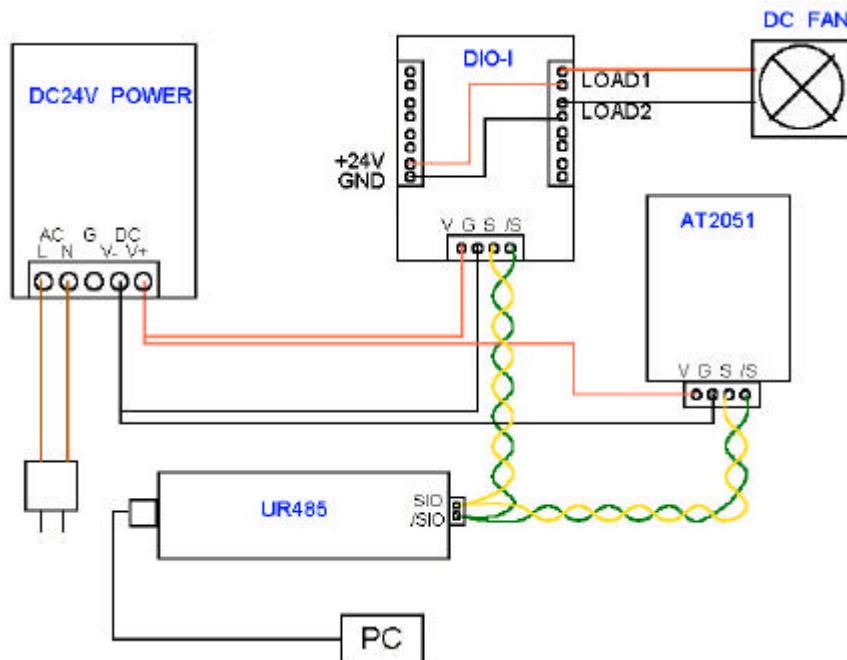 DC FAN
DIO-I
DC24V POWER
LOAD1
LOAD2
+24V
GND
V G S /S
AT2051
AC G DC
L N V- V+
V G S /S
UR485
SIO
/SIO
PC